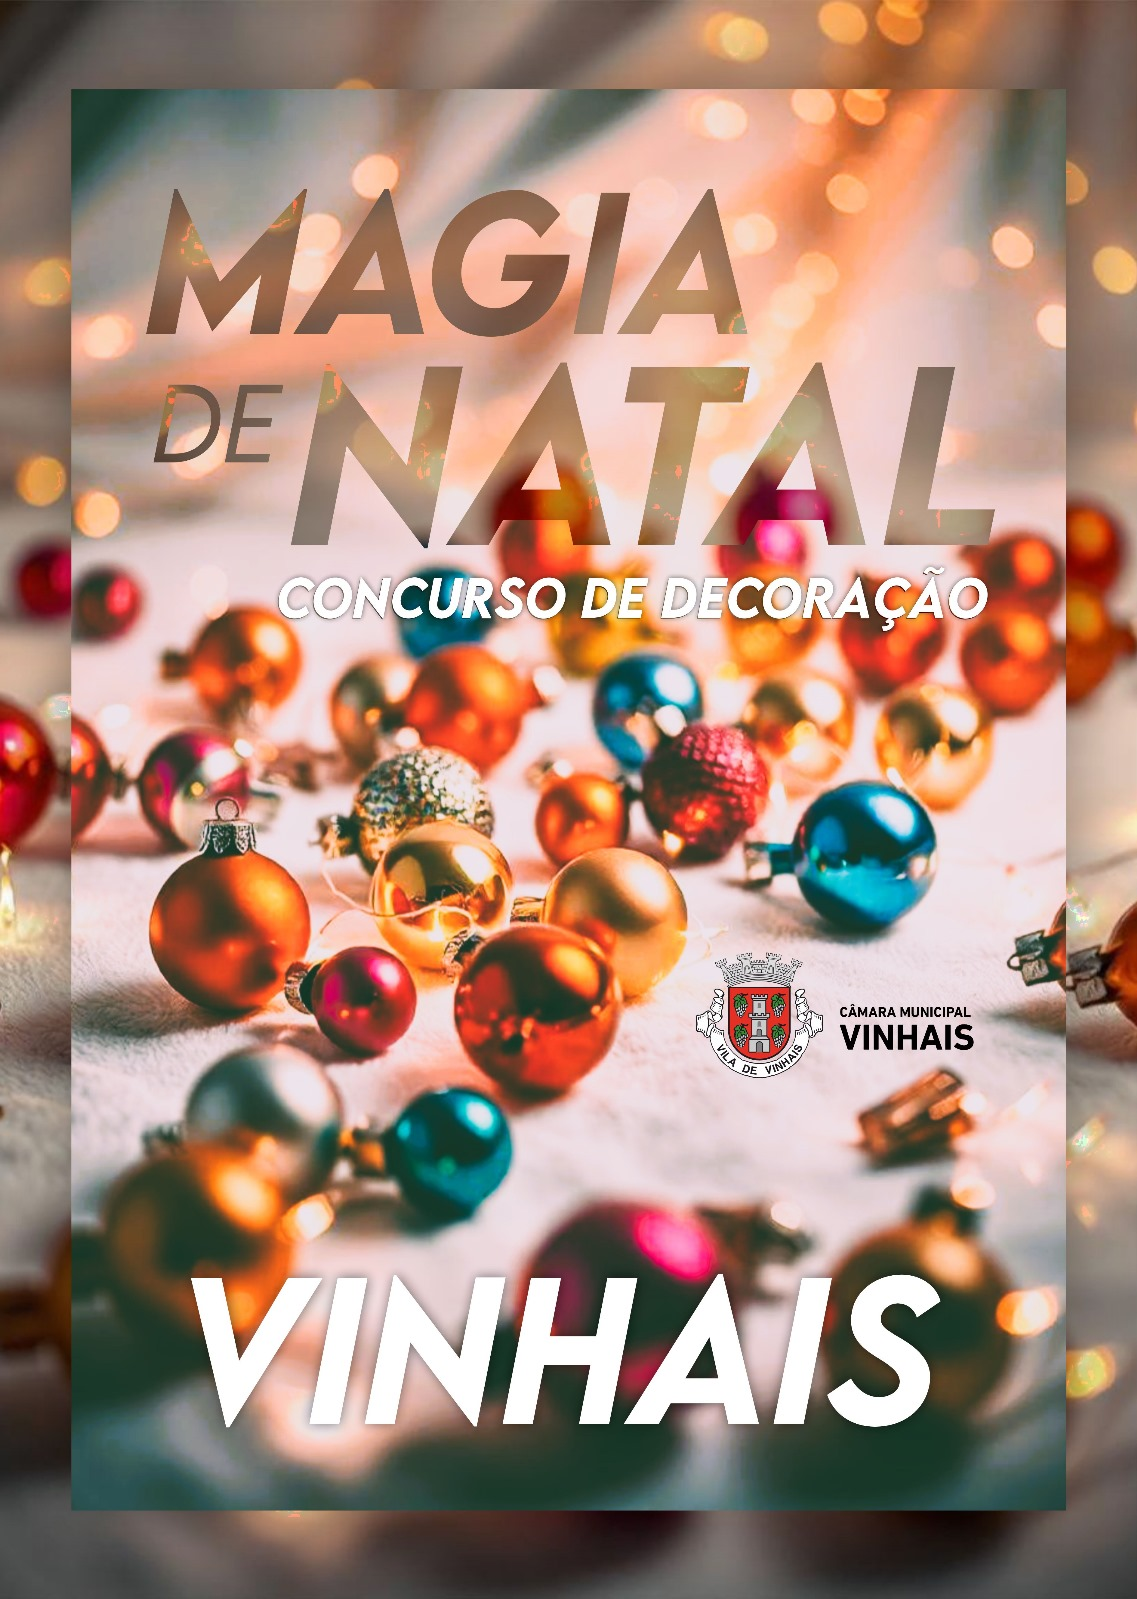 MAGIA
DE NATAL
CONCURSO DE DECORAÇÃO
VILA DE VINHAIS
CÂMARA MUNICIPAL
VINHAIS
VINHAIS